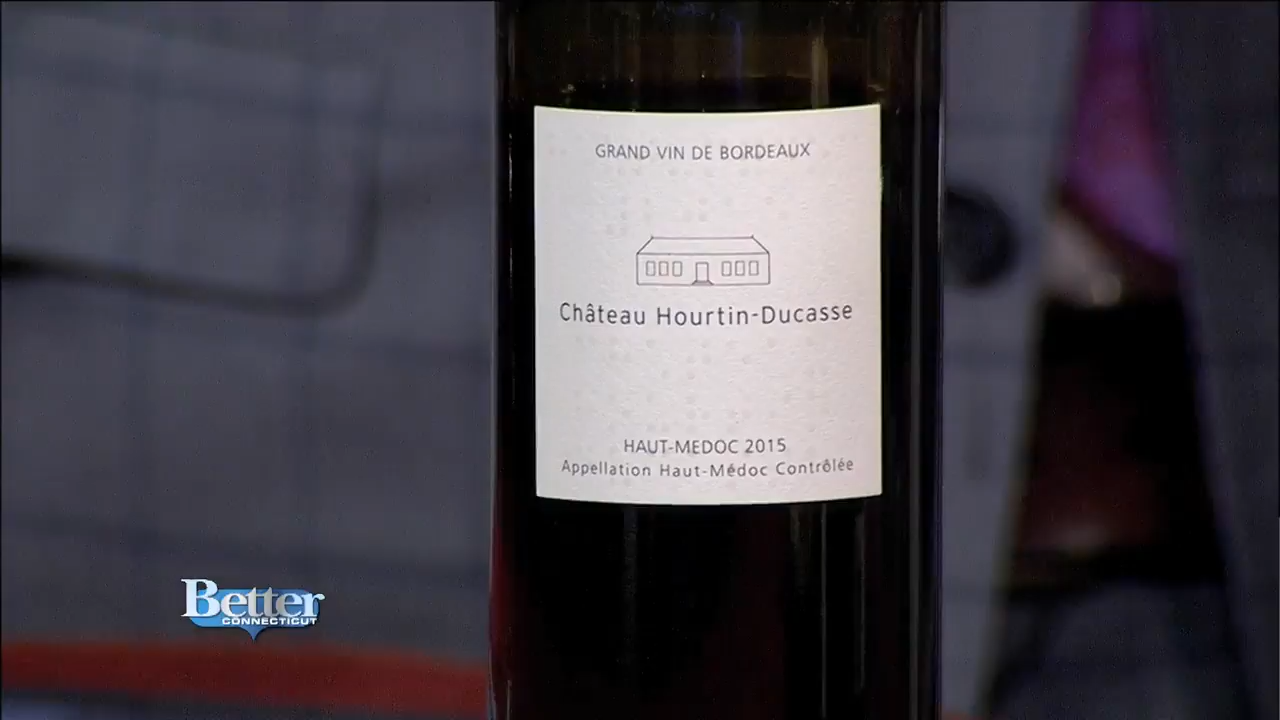 GRAND VIN DE BORDEAUX
Château Hourtin-Ducasse
HAUT-MEDOC 2015
Appellation Haut-Médoc Contrôlée
Better
CONNECTICUT